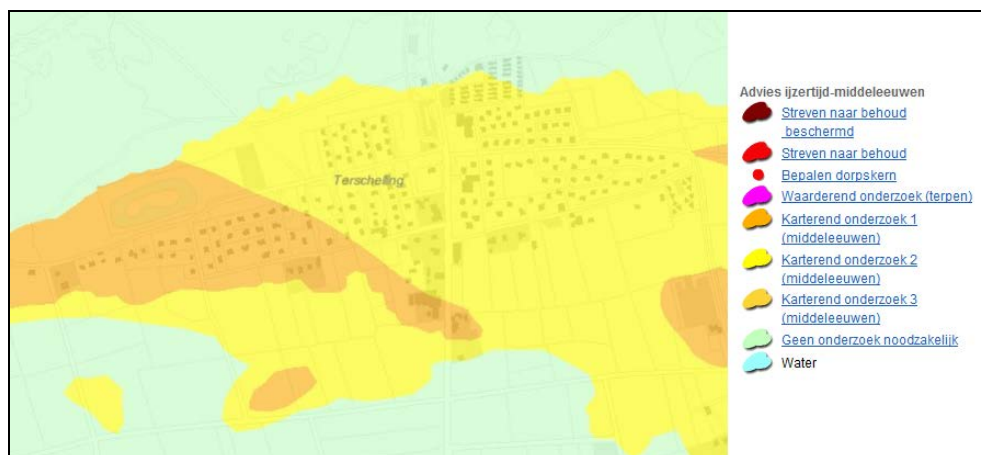 Terschelling
Advies ijzertijd-middeleeuwen
Streven naar behoud
beschermd
Streven naar behoud
Bepalen dorpskern
Waarderend onderzoek (terpen)
Karterend onderzoek 1
(middeleeuwen)
Karterend onderzoek 2
(middeleeuwen)
Karterend onderzoek 3
(middeleeuwen)
Geen onderzoek noodzakelijk
Water